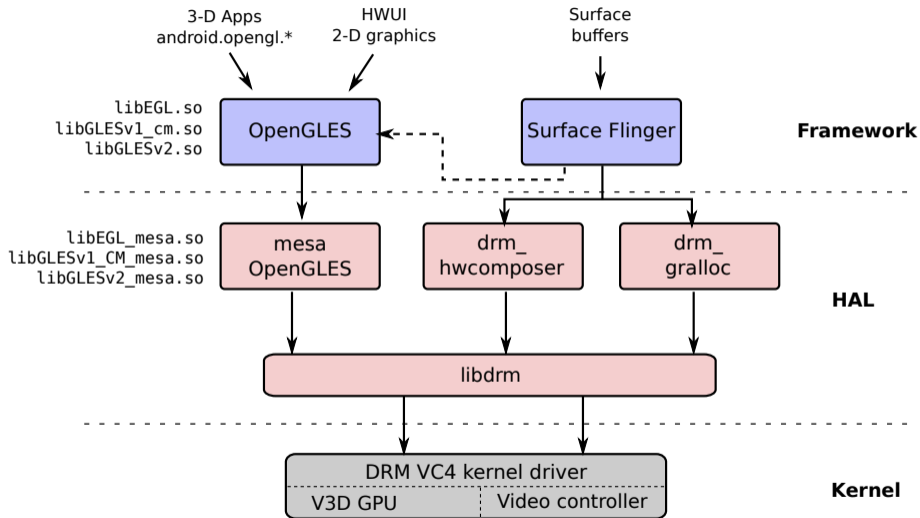 3-D Apps
android.opengl.*
HWUI
2-D graphics
Surface
buffers
libEGL.so
libGLESv1_cm.so
libGLESv2.so
OpenGLES
Surface Flinger
Framework
libEGL_mesa.so
libGLESv1_CM_mesa.so
libGLESv2_mesa.so
mesa
OpenGLES
drm_
hwcomposer
drm_
gralloc
HAL
libdrm
DRM VC4 kernel driver
V3D GPU
Video controller
Kernel